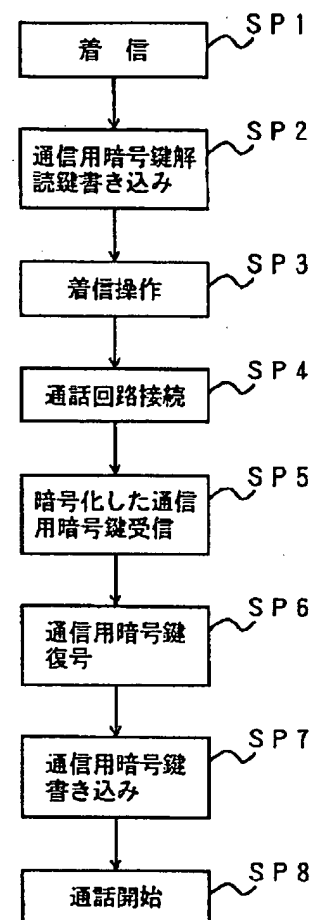 SP1
着 信
SP2
通信用暗号鍵解
読鍵書き込み
SP3
着信操作
SP4
通話回路接続
SP5
暗号化した通信
用暗号鍵受信
SP6
通信用暗号鍵
復号
SP7
通信用暗号鍵
書き込み
SP8
通話開始